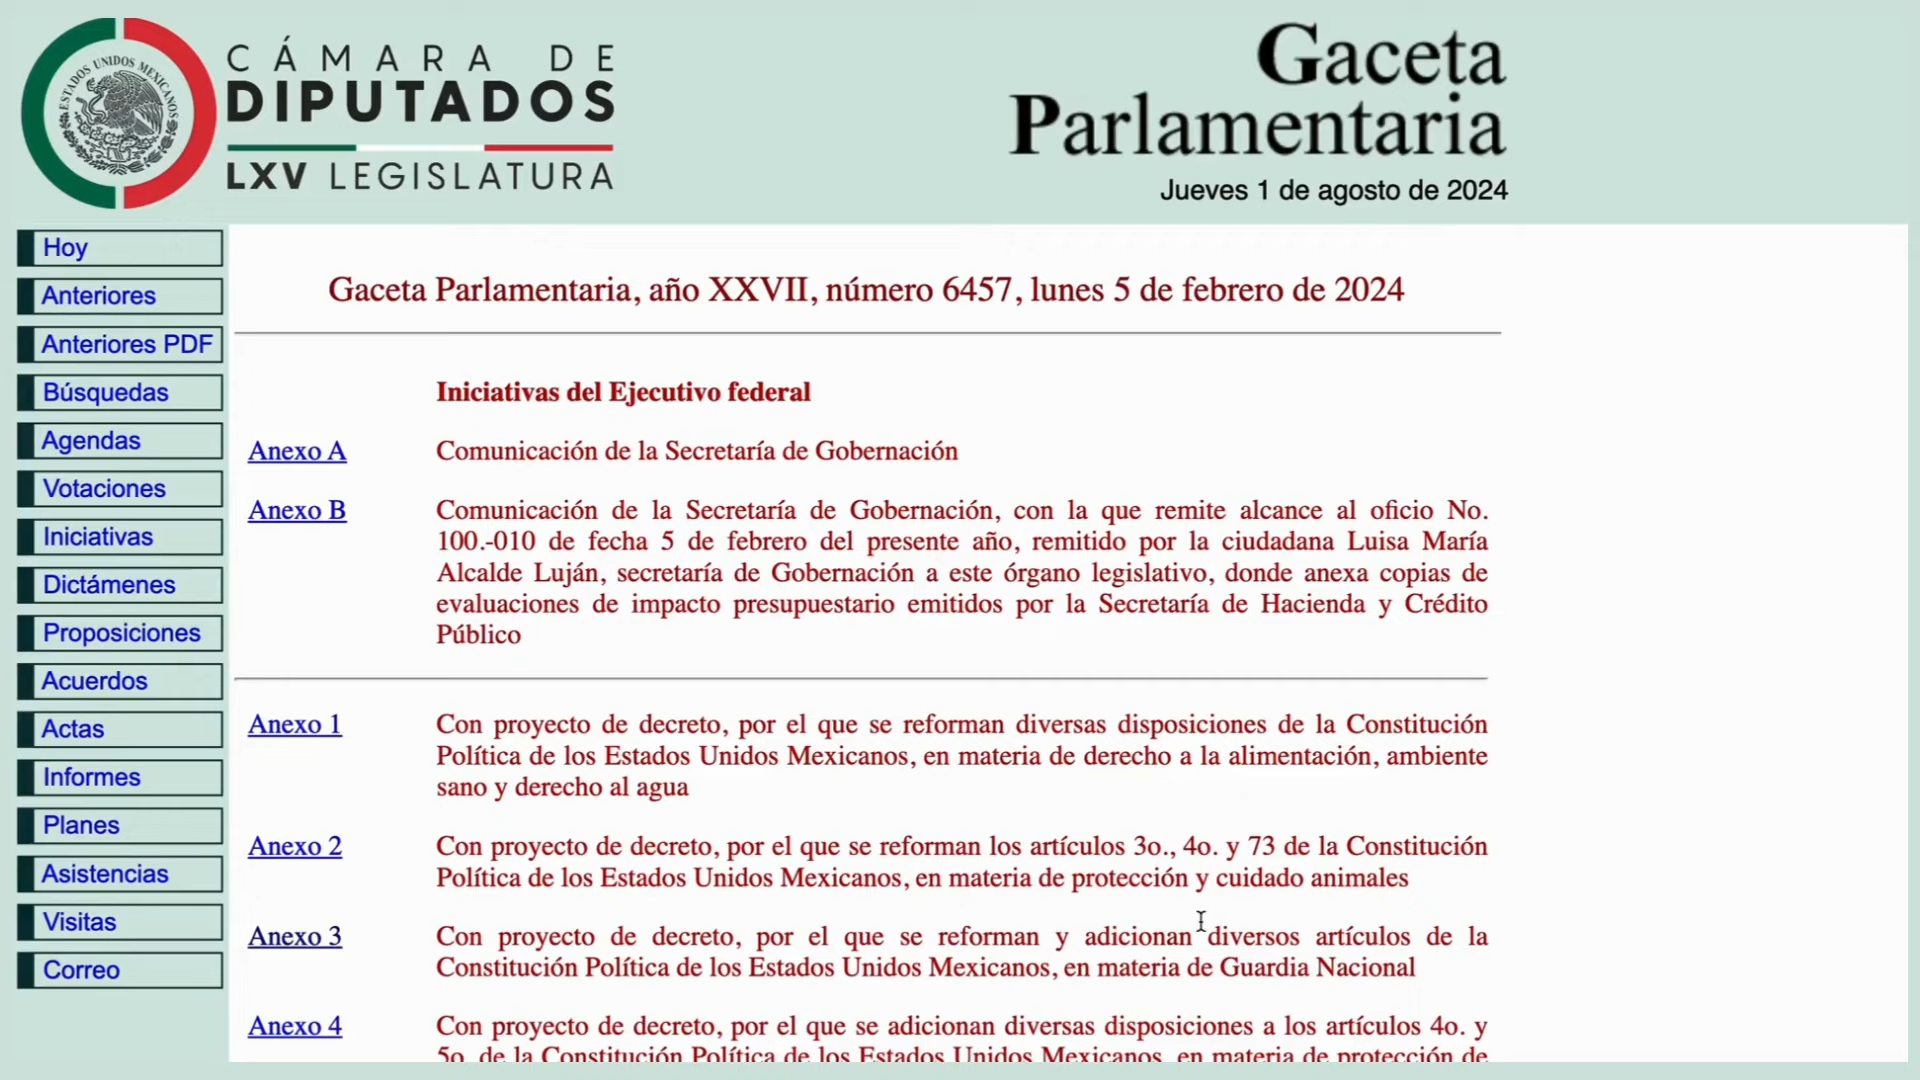 ESTADOS UNIDOS MEXICANOS
CÁMARA DE
DIPUTADOS
LXV LEGISLATURA
Gaceta
Parlamentaria
Jueves 1 de agosto de 2024
Hoy
Anteriores
Anteriores PDF
Búsquedas
Agendas
Votaciones
Iniciativas
Dictámenes
Proposiciones
Acuerdos
Actas
Informes
Planes
Asistencias
Visitas
Correo
Gaceta Parlamentaria, año XXVII, número 6457, lunes 5 de febrero de 2024
Iniciativas del Ejecutivo federal
Anexo A
Comunicación de la Secretaría de Gobernación
Anexo B
Comunicación de la Secretaría de Gobernación, con la que remite alcance al oficio No.
100.-010 de fecha 5 de febrero del presente año, remitido por la ciudadana Luisa María
Alcalde Luján, secretaría de Gobernación a este órgano legislativo, donde anexa copias de
evaluaciones de impacto presupuestario emitidos por la Secretaría de Hacienda y Crédito
Público
Anexo 1
Con proyecto de decreto, por el que se reforman diversas disposiciones de la Constitución
Política de los Estados Unidos Mexicanos, en materia de derecho a la alimentación, ambiente
sano y derecho al agua
Anexo 2
Con proyecto de decreto, por el que se reforman los artículos 3o., 4o. y 73 de la Constitución
Política de los Estados Unidos Mexicanos, en materia de protección y cuidado animales
Anexo 3
Con proyecto de decreto, por el que se reforman y adicionan diversos artículos de la
Constitución Política de los Estados Unidos Mexicanos, en materia de Guardia Nacional
Anexo 4
Con proyecto de decreto, por el que se adicionan diversas disposiciones a los artículos 4o. y
5o. de la Constitución Política de los Estados Unidos Mexicanos, en materia de protección de